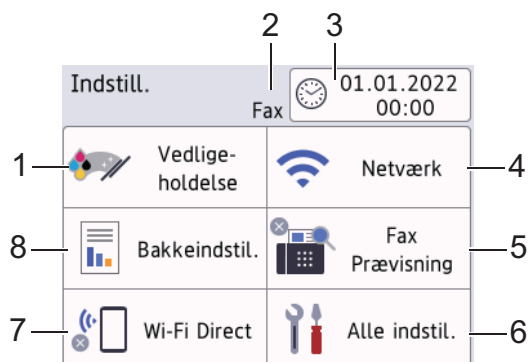 2 3
Indstill.
Fax
01.01.2022
00:00
1
Vedlige-
holdelse
Netværk
4
8
Bakkeindstil.
Fax
Prævisning
5
7
Wi-Fi Direct
Alle indstil.
6